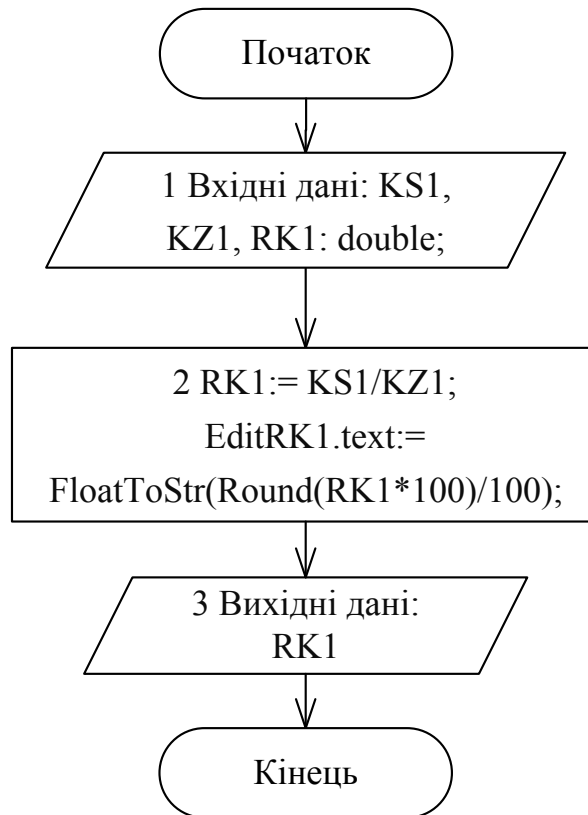 Початок
1 Вхідні дані: KS1,
KZ1, RK1: double;
2 RK1:= KS1/KZ1;
EditRK1.text:=
FloatToStr(Round(RK1*100)/100);
3 Вихідні дані:
RK1
Кінець